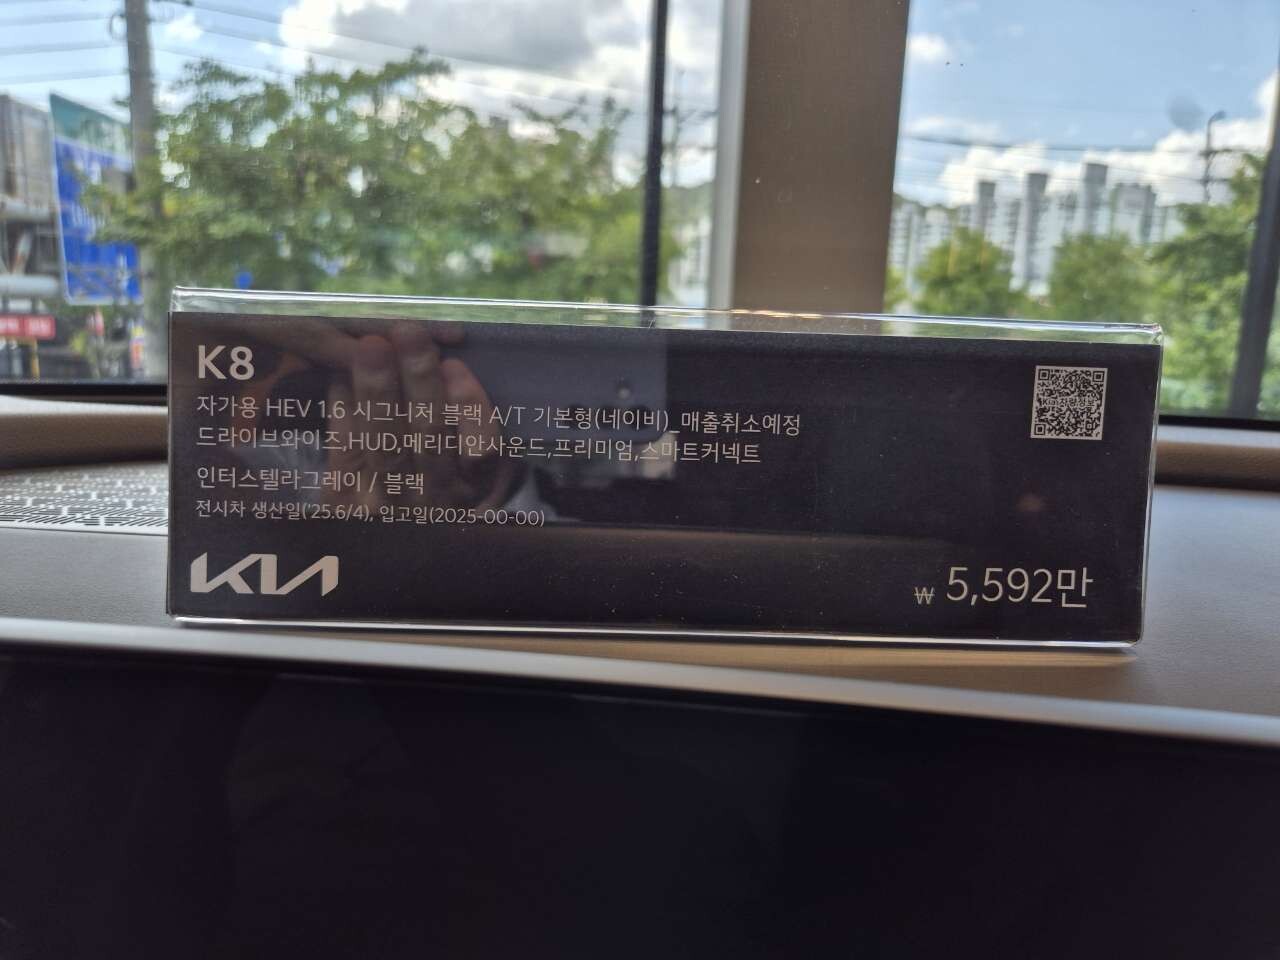 K8
자가용 HEV 1.6 시그니처 블랙 A/T 기본형(네이비)_매출취소예정
드라이브와이즈,HUD,메리디안사운드,프리미엄,스마트커넥트
인터스텔라그레이 / 블랙
전시차 생산일('25.6/4), 입고일(2025-00-00)
KIA
₩ 5,592만